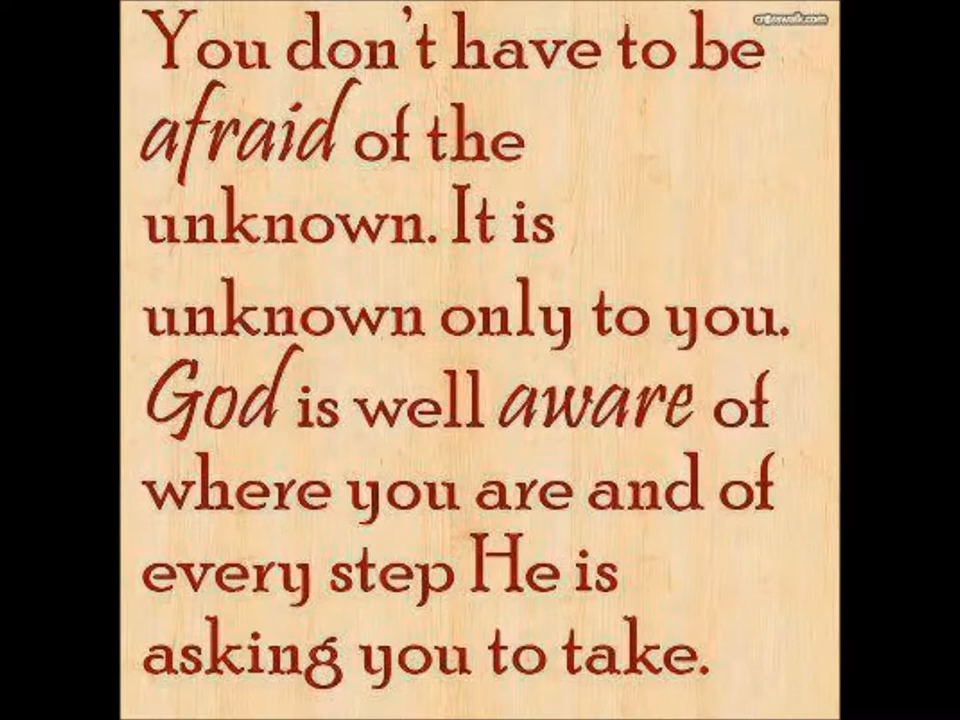 crosswalk.com
You don't have to be
afraid of the
unknown. It is
unknown only to you.
God is well aware of
where you are and of
every step He is
asking you to take.